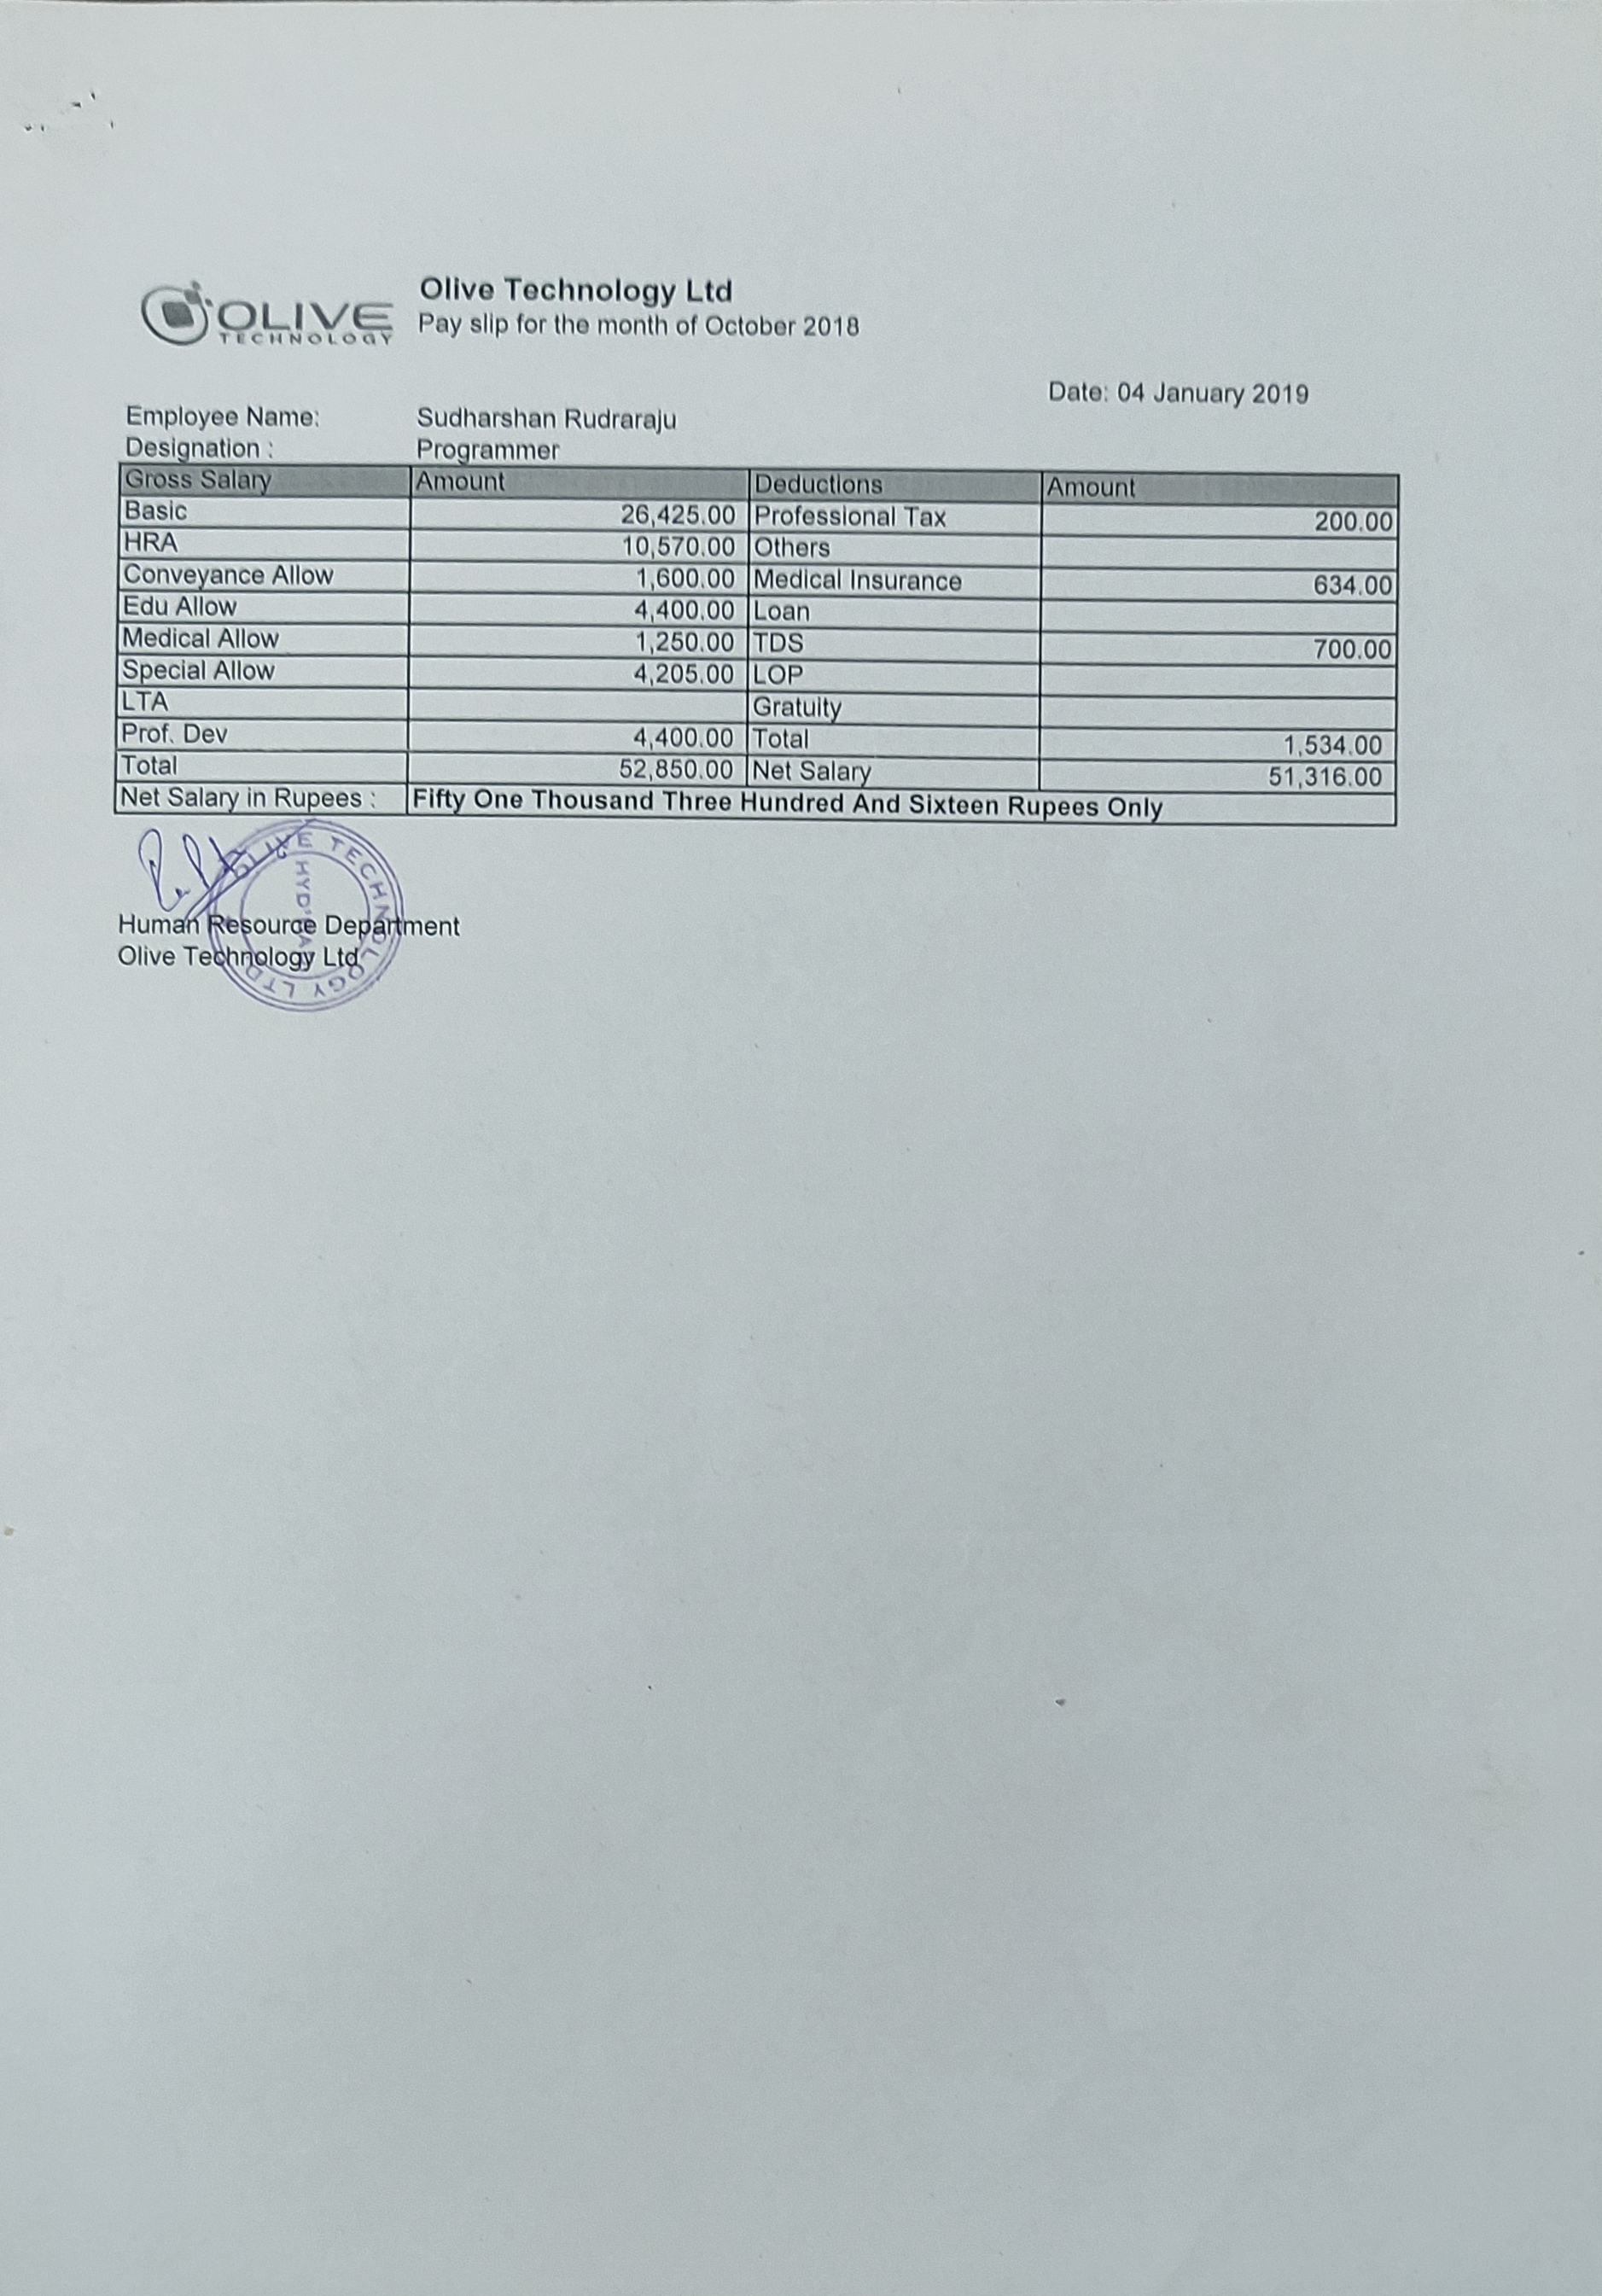 OLIVE
TECHNOLOGY
Olive Technology Ltd
Pay slip for the month of October 2018
Date: 04 January 2019
Employee Name: Sudharshan Rudraraju
Designation : Programmer
Gross Salary Amount Deductions Amount
Basic 26,425.00 Professional Tax 200.00
HRA 10,570.00 Others
Conveyance Allow 1,600.00 Medical Insurance 634.00
Edu Allow 4,400.00 Loan
Medical Allow 1,250.00 TDS 700.00
Special Allow 4,205.00 LOP
LTA Gratuity
Prof. Dev 4,400.00 Total 1,534.00
Total 52,850.00 Net Salary 51,316.00
Net Salary in Rupees : Fifty One Thousand Three Hundred And Sixteen Rupees Only
OLIVE TECHNOLOGY LTD
Human Resource Department
Olive Technology Ltd